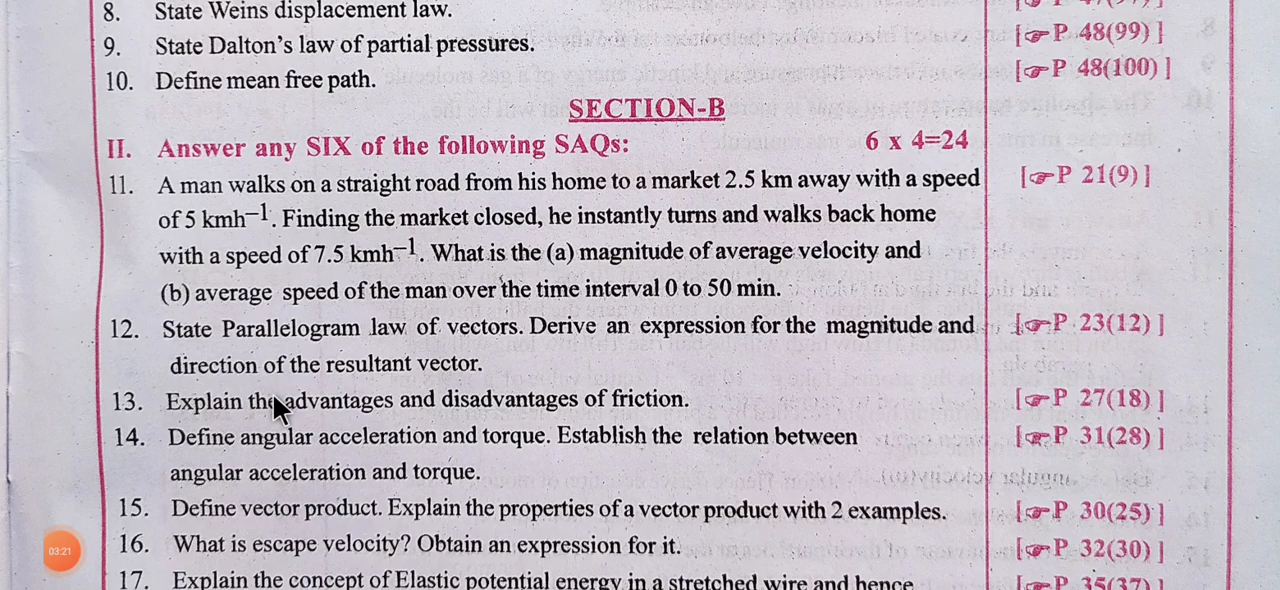 8. State Weins displacement law.
9. State Dalton's law of partial pressures. [☞P 48(99)]
10. Define mean free path. [☞P 48(100)]
SECTION-B
II. Answer any SIX of the following SAQs: 6 x 4=24
11. A man walks on a straight road from his home to a market 2.5 km away with a speed [☞P 21(9)]
of 5 kmh⁻¹. Finding the market closed, he instantly turns and walks back home
with a speed of 7.5 kmh⁻¹. What is the (a) magnitude of average velocity and
(b) average speed of the man over the time interval 0 to 50 min.
12. State Parallelogram law of vectors. Derive an expression for the magnitude and [☞P 23(12)]
direction of the resultant vector.
13. Explain the advantages and disadvantages of friction. [☞P 27(18)]
14. Define angular acceleration and torque. Establish the relation between [☞P 31(28)]
angular acceleration and torque.
15. Define vector product. Explain the properties of a vector product with 2 examples. [☞P 30(25)]
16. What is escape velocity? Obtain an expression for it. [☞P 32(30)]
17. Explain the concept of Elastic potential energy in a stretched wire and hence [☞P 35(37)]
03:21